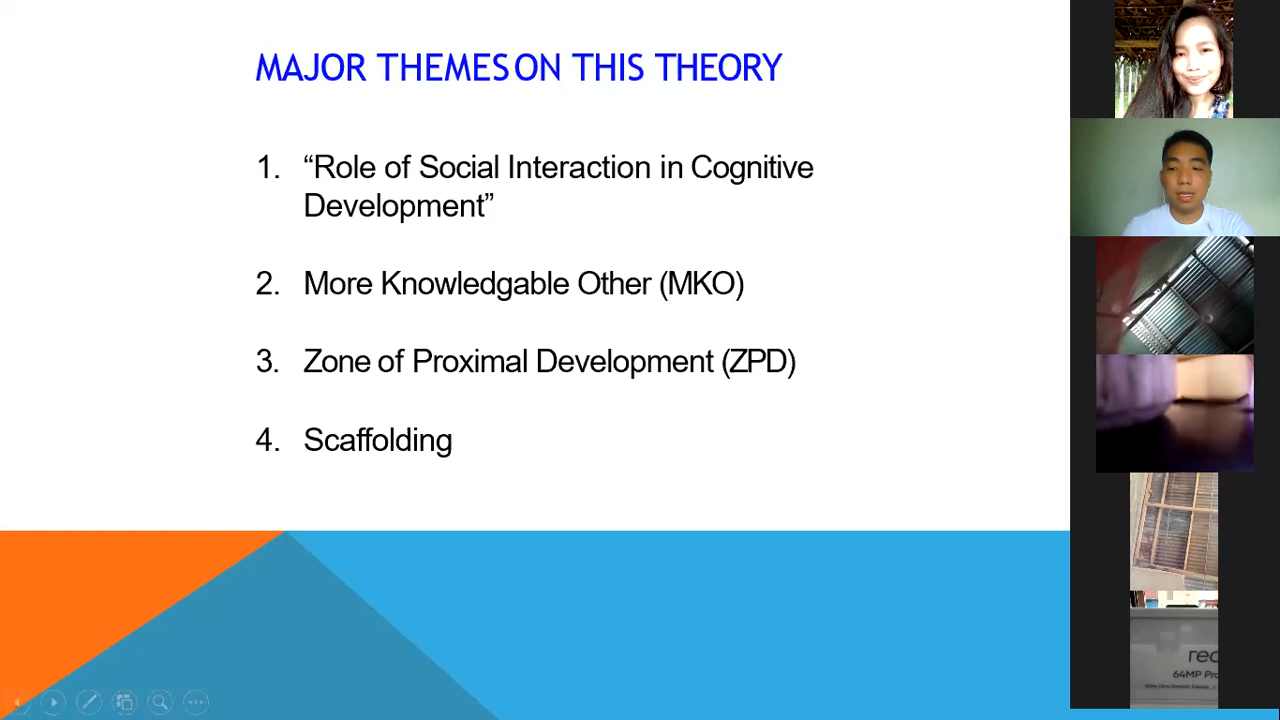 MAJOR THEMES ON THIS THEORY
1. “Role of Social Interaction in Cognitive
Development”
2. More Knowledgable Other (MKO)
3. Zone of Proximal Development (ZPD)
4. Scaffolding
64MP